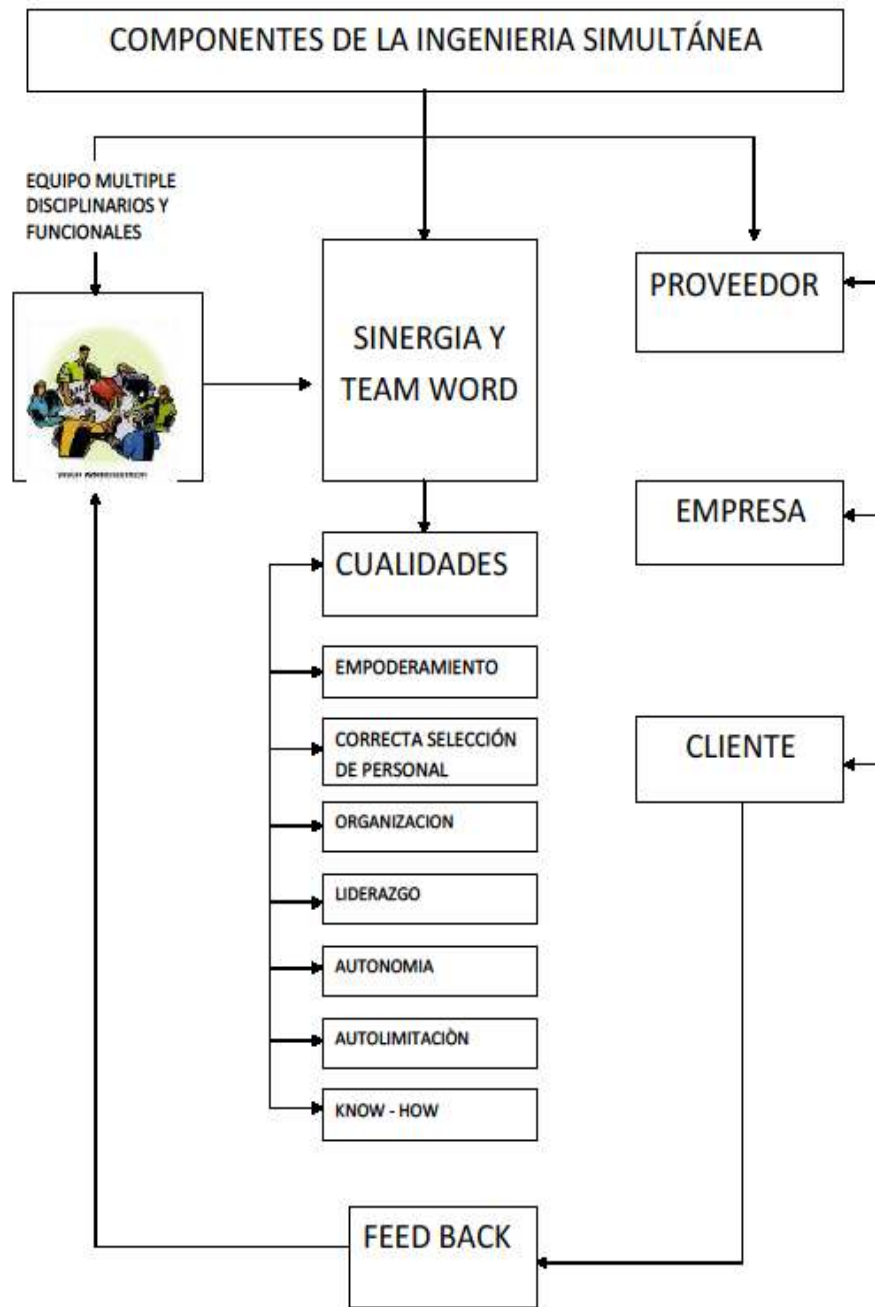 COMPONENTES DE LA INGENIERIA SIMULTÁNEA
EQUIPO MULTIPLE
DISCIPLINARIOS Y
FUNCIONALES
SINERGIA Y
TEAM WORD
PROVEEDOR
EMPRESA
CUALIDADES
EMPODERAMIENTO
CORRECTA SELECCIÓN
DE PERSONAL
CLIENTE
ORGANIZACION
LIDERAZGO
AUTONOMIA
AUTOLIMITACIÒN
KNOW - HOW
FEED BACK